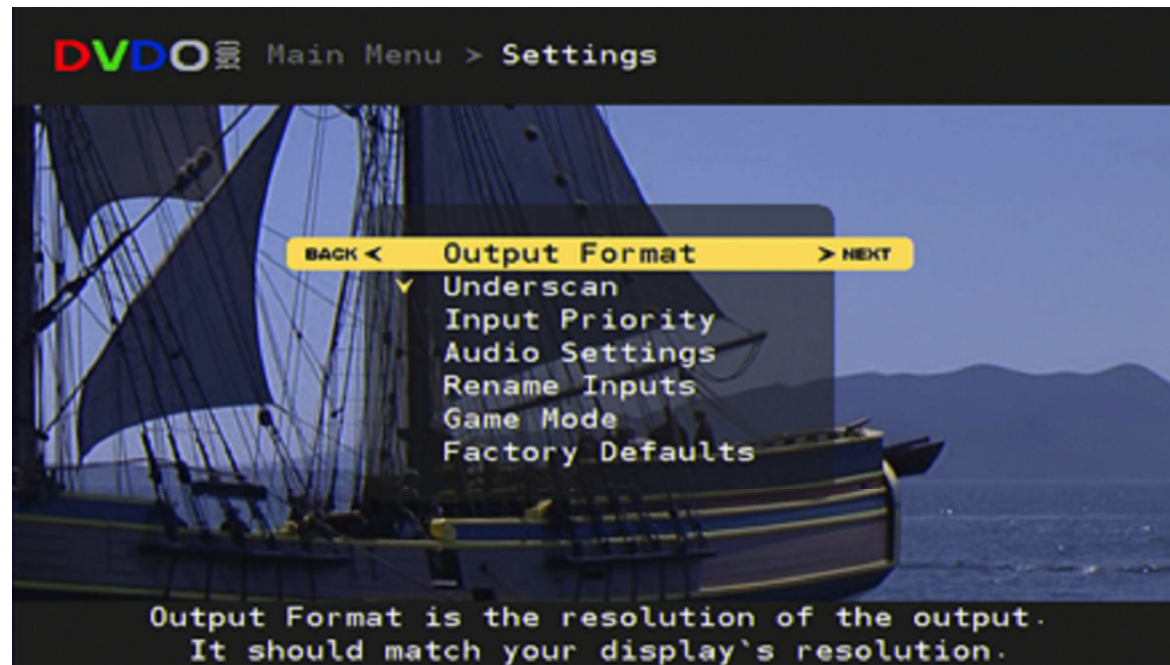 DVDO EDGE Main Menu > Settings
BACK < Output Format > NEXT
Underscan
Input Priority
Audio Settings
Rename Inputs
Game Mode
Factory Defaults
Output Format is the resolution of the output.
It should match your display`s resolution.